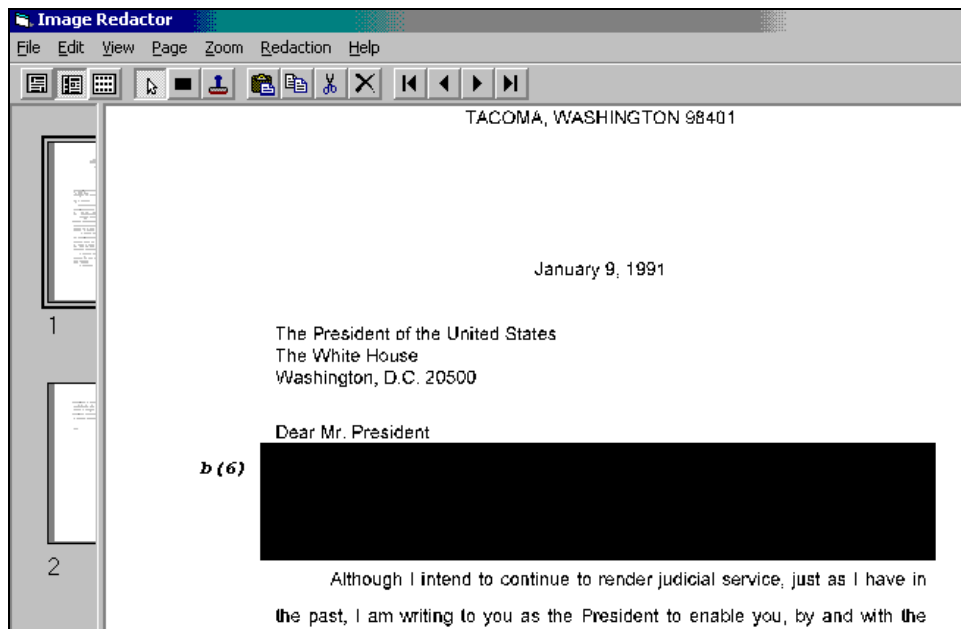 Image Redactor
File Edit View Page Zoom Redaction Help
TACOMA, WASHINGTON 98401
January 9, 1991
1
The President of the United States
The White House
Washington, D.C. 20500
Dear Mr. President
b (6)
2
Although I intend to continue to render judicial service, just as I have in
the past, I am writing to you as the President to enable you, by and with the